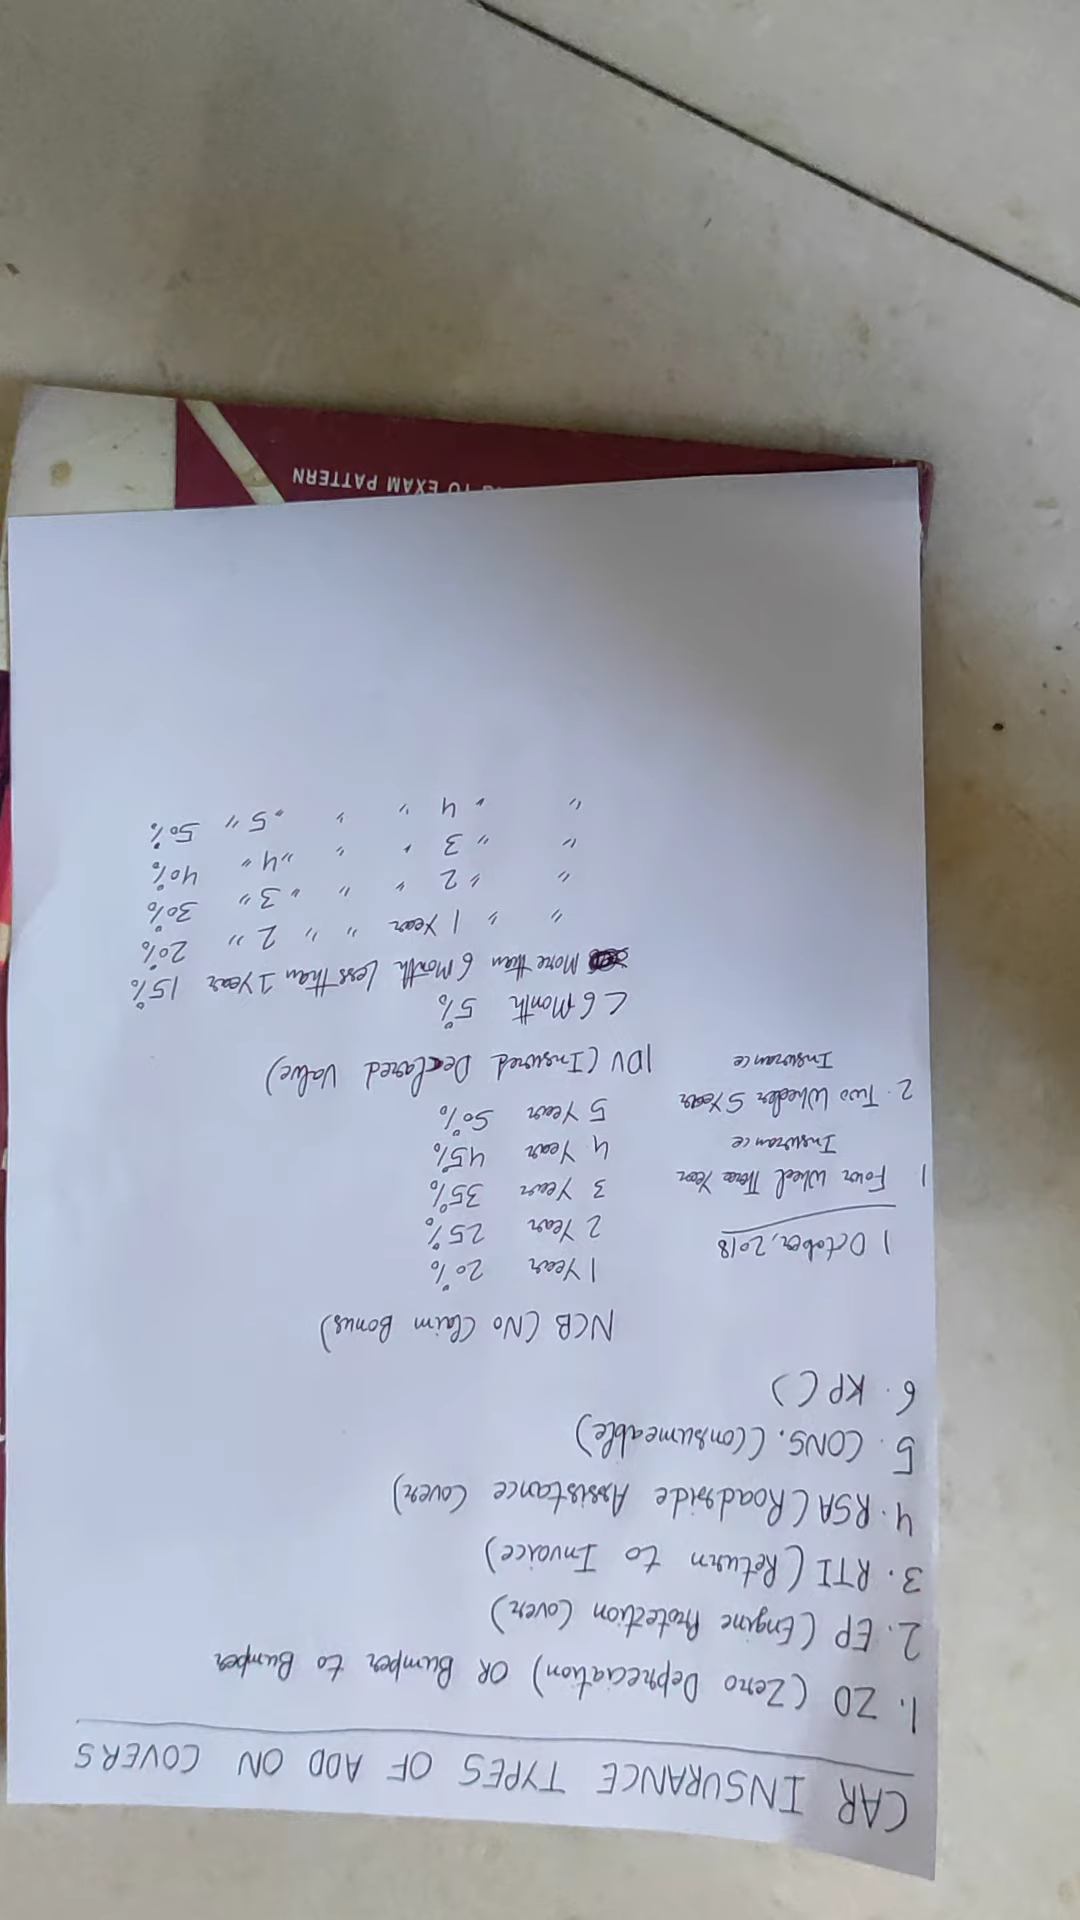 CAR INSURANCE TYPES OF ADD ON COVERS
1. ZD (Zero Depreciation) OR Bumper to Bumper
2. EP (Engine Protection Cover)
3. RTI (Return to Invoice)
4. RSA (Roadside Assistance Cover)
5. CONS. (Consumeable)
6. KP ( )
NCB (No Claim Bonus)
1 Year 20%
2 Year 25%
3 Year 35%
4 Year 45%
5 Year 50%
1 October, 2018
1 Four Wheel Three Year
Insurance
2. Two Wheeler 5 Year
Insurance
IDV (Insured Declared Value)
< 6 Month 5%
More than 6 Month Less than 1 Year 15%
" " 1 Year " " 2 " 20%
" " 2 " " " 3 " 30%
" " 3 " " " 4 " 40%
" " 4 " " " 5 " 50%
TO EXAM PATTERN